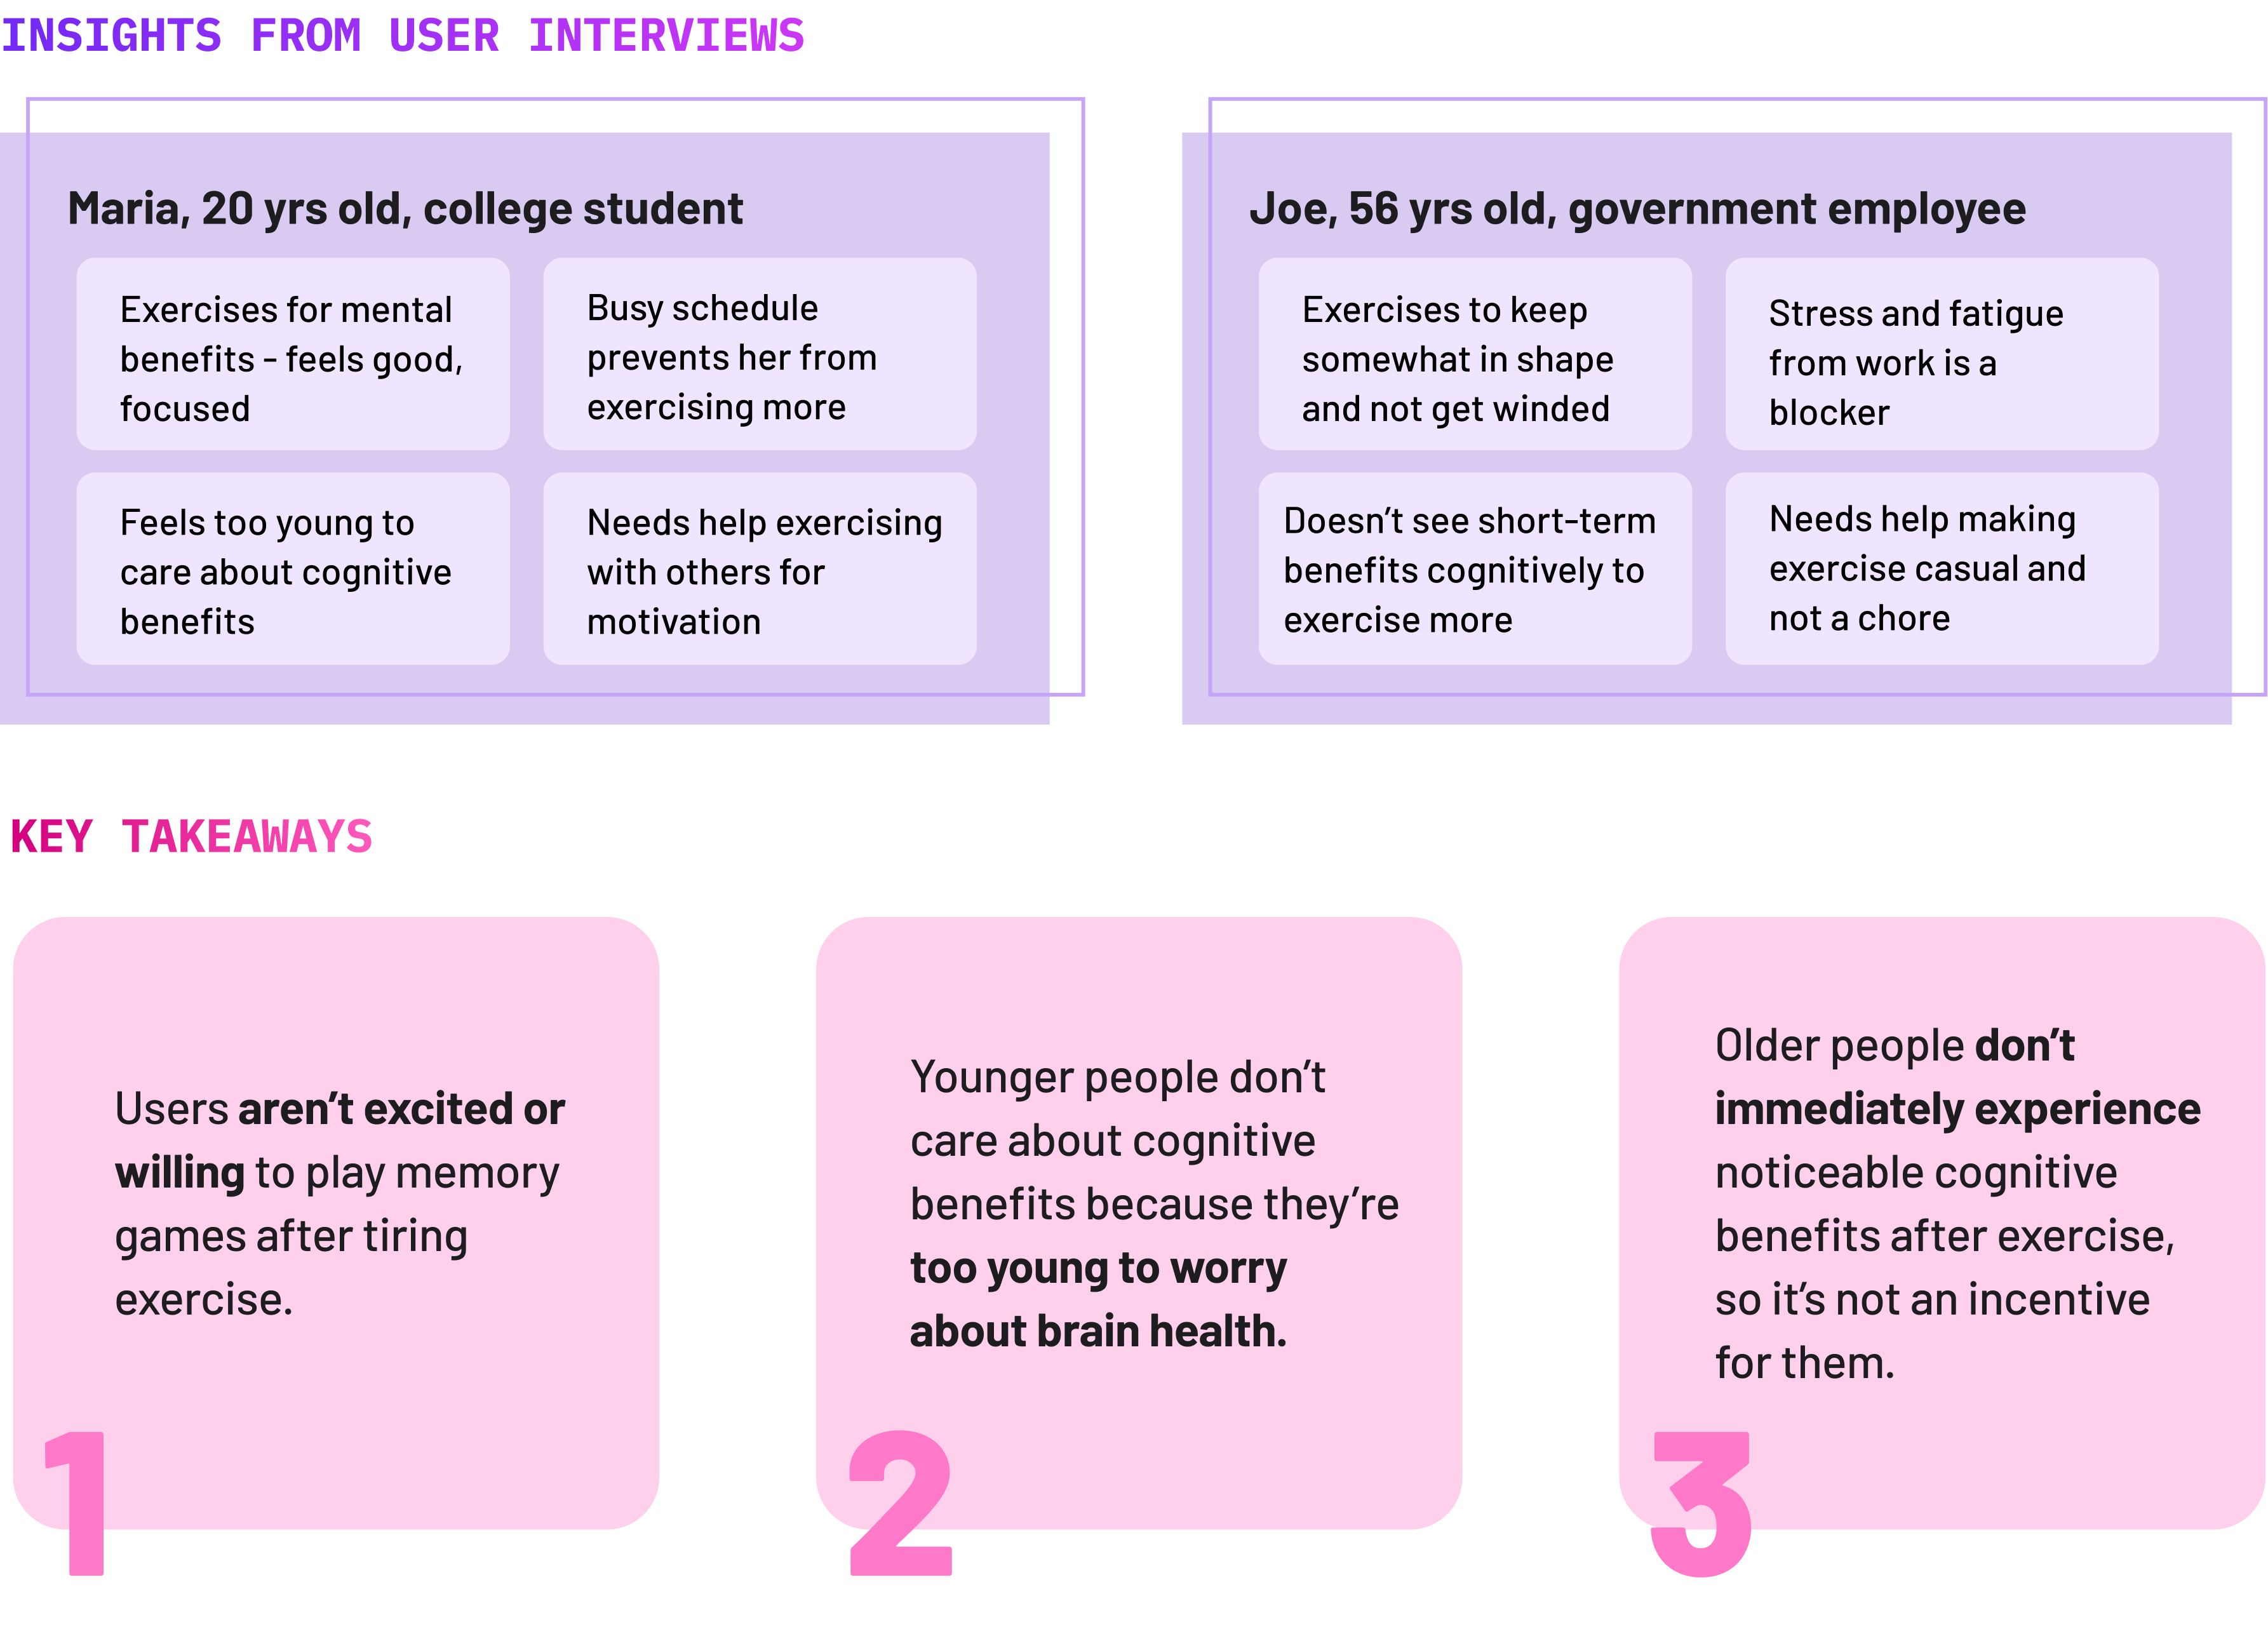 INSIGHTS FROM USER INTERVIEWS
Maria, 20 yrs old, college student
Exercises for mental
benefits - feels good,
focused
Busy schedule
prevents her from
exercising more
Feels too young to
care about cognitive
benefits
Needs help exercising
with others for
motivation
Joe, 56 yrs old, government employee
Exercises to keep
somewhat in shape
and not get winded
Stress and fatigue
from work is a
blocker
Doesn’t see short-term
benefits cognitively to
exercise more
Needs help making
exercise casual and
not a chore
KEY TAKEAWAYS
Users aren’t excited or
willing to play memory
games after tiring
exercise.
1
Younger people don’t
care about cognitive
benefits because they’re
too young to worry
about brain health.
2
Older people don’t
immediately experience
noticeable cognitive
benefits after exercise,
so it’s not an incentive
for them.
3